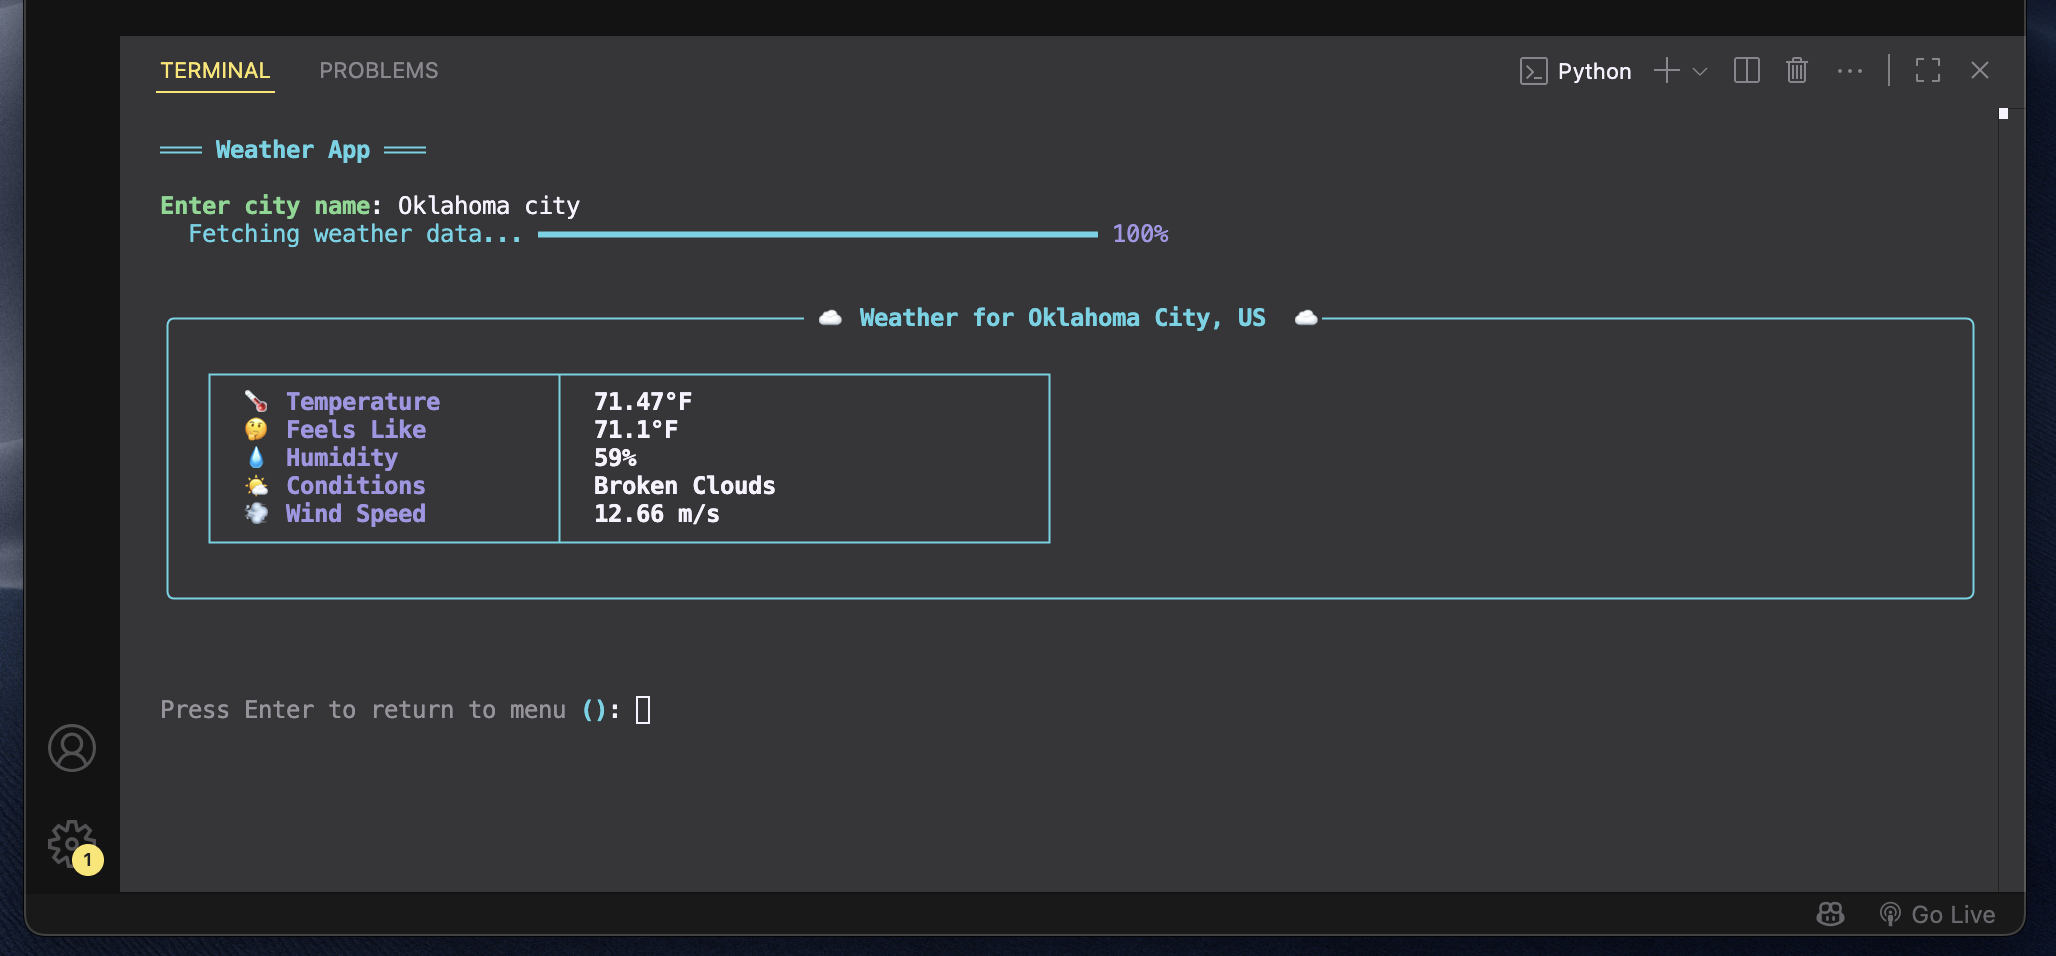 TERMINAL PROBLEMS Python
Weather App
Enter city name: Oklahoma city
Fetching weather data... 100%
Weather for Oklahoma City, US
Temperature 71.47°F
Feels Like 71.1°F
Humidity 59%
Conditions Broken Clouds
Wind Speed 12.66 m/s
Press Enter to return to menu ():
1
Go Live